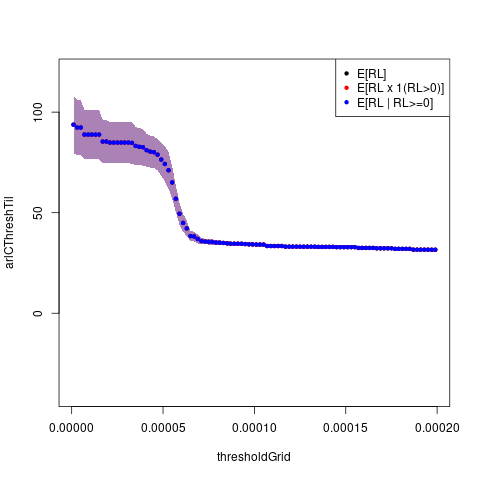 E[RL]
E[RL x 1(RL>0)]
E[RL | RL>=0]
100
50
0
arlCThreshTil
0.00000 0.00005 0.00010 0.00015 0.00020
thresholdGrid